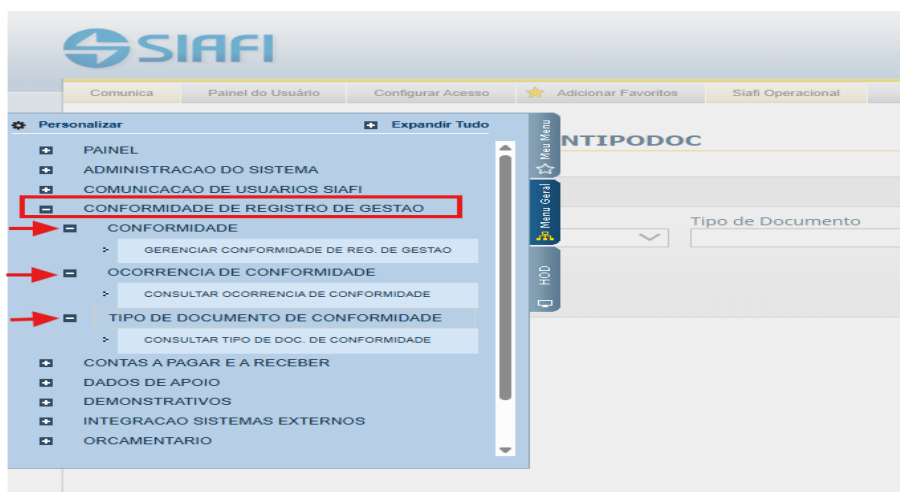 SIAFI
Comunica Painel do Usuário Configurar Acesso Adicionar Favoritos Siafi Operacional
Personalizar Expandir Tudo
PAINEL
ADMINISTRACAO DO SISTEMA
COMUNICACAO DE USUARIOS SIAFI
CONFORMIDADE DE REGISTRO DE GESTAO
CONFORMIDADE
GERENCIAR CONFORMIDADE DE REG. DE GESTAO
OCORRENCIA DE CONFORMIDADE
CONSULTAR OCORRENCIA DE CONFORMIDADE
TIPO DE DOCUMENTO DE CONFORMIDADE
CONSULTAR TIPO DE DOC. DE CONFORMIDADE
CONTAS A PAGAR E A RECEBER
DADOS DE APOIO
DEMONSTRATIVOS
INTEGRACAO SISTEMAS EXTERNOS
ORCAMENTARIO
Meu Menu
Menu Geral
HOD
NTIPODOC
Tipo de Documento